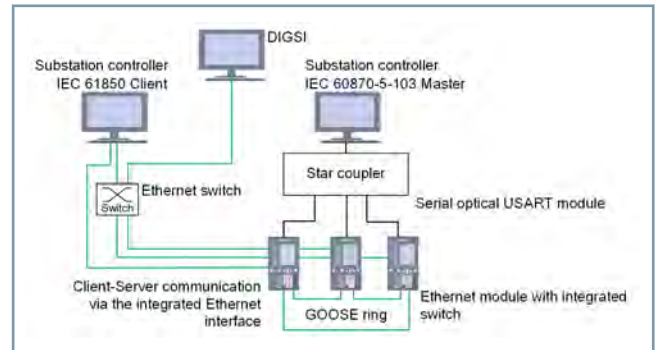 DIGSI
Substation controller
IEC 61850 Client
Substation controller
IEC 60870-5-103 Master
Star coupler
Ethernet switch
Switch
Serial optical USART module
Client-Server communication
via the integrated Ethernet
interface
GOOSE ring
Ethernet module with integrated
switch